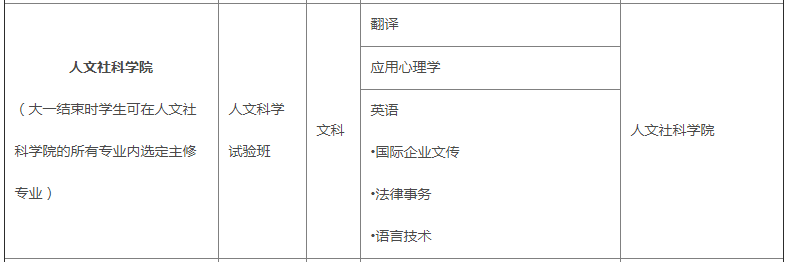 人文社科学院
（大一结束时学生可在人文社
科学院的所有专业内选定主修
专业）
人文科学
试验班
文科
翻译
应用心理学
英语
•国际企业文传
•法律事务
•语言技术
人文社科学院